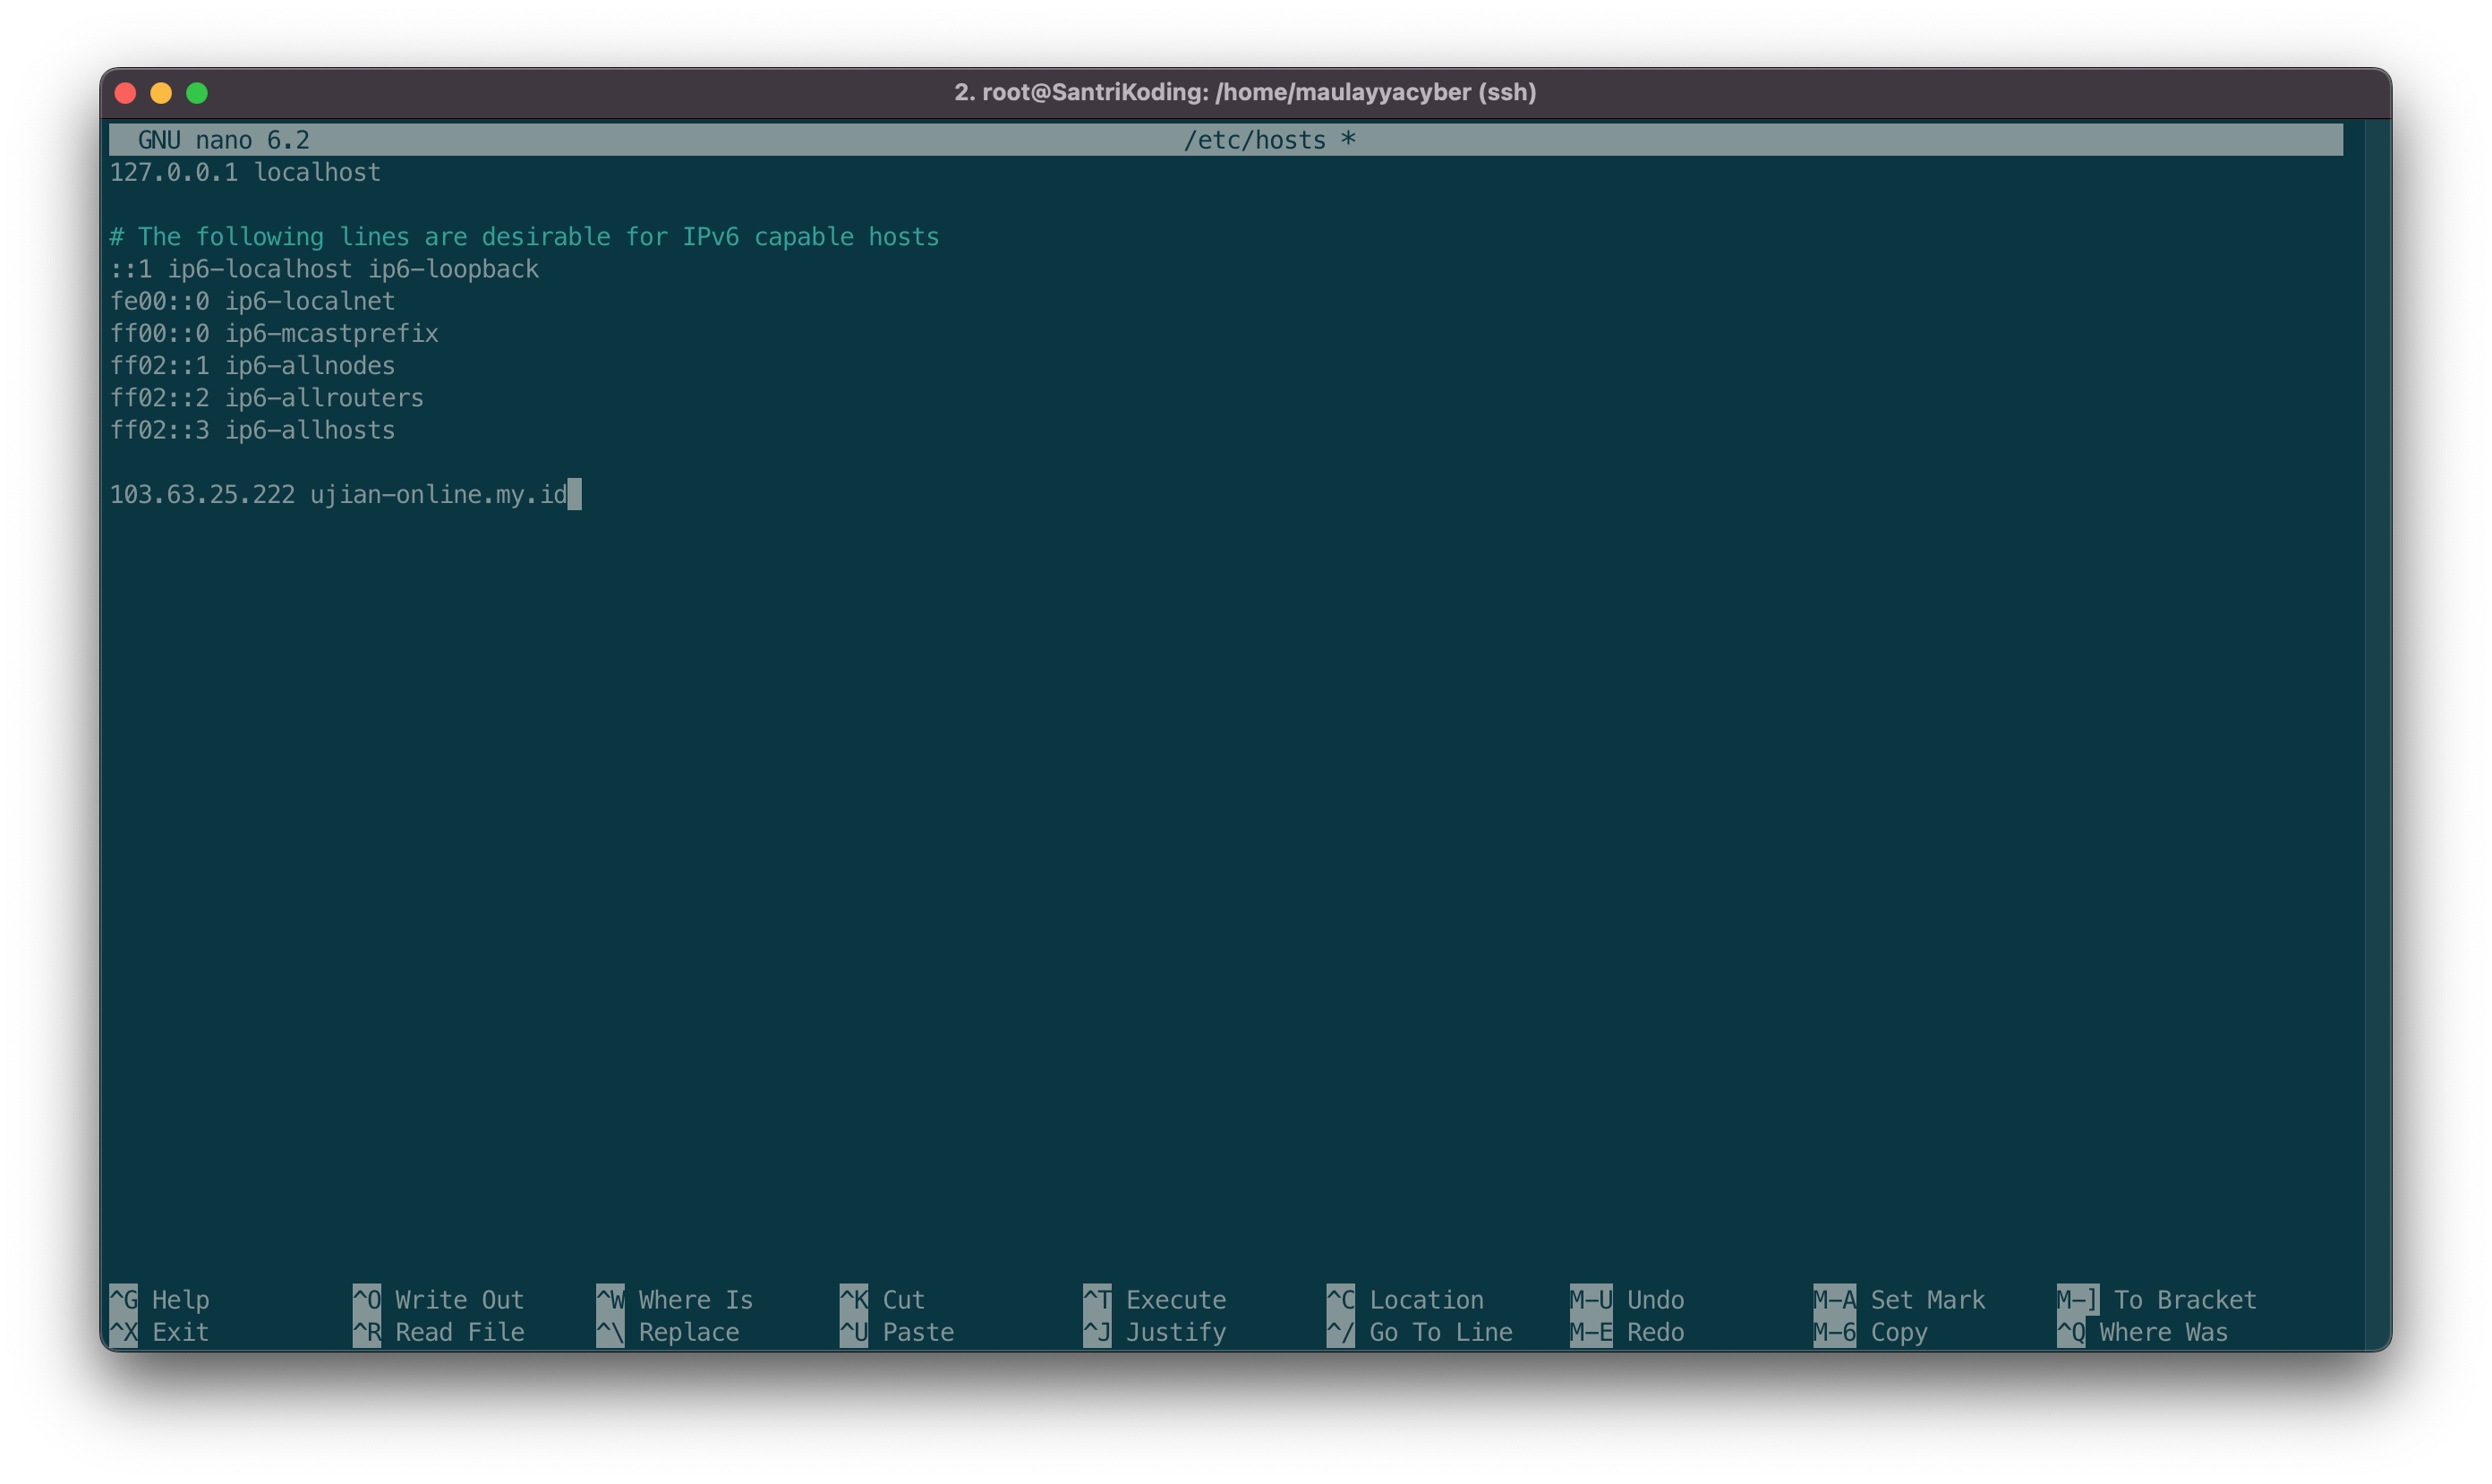 2. root@SantriKoding: /home/maulayyacyber (ssh)
GNU nano 6.2 /etc/hosts *
127.0.0.1 localhost
# The following lines are desirable for IPv6 capable hosts
::1 ip6-localhost ip6-loopback
fe00::0 ip6-localnet
ff00::0 ip6-mcastprefix
ff02::1 ip6-allnodes
ff02::2 ip6-allrouters
ff02::3 ip6-allhosts
103.63.25.222 ujian-online.my.id
^G Help ^O Write Out ^W Where Is ^K Cut ^T Execute ^C Location M-U Undo M-A Set Mark M-] To Bracket
^X Exit ^R Read File ^\ Replace ^U Paste ^J Justify ^/ Go To Line M-E Redo M-6 Copy ^Q Where Was